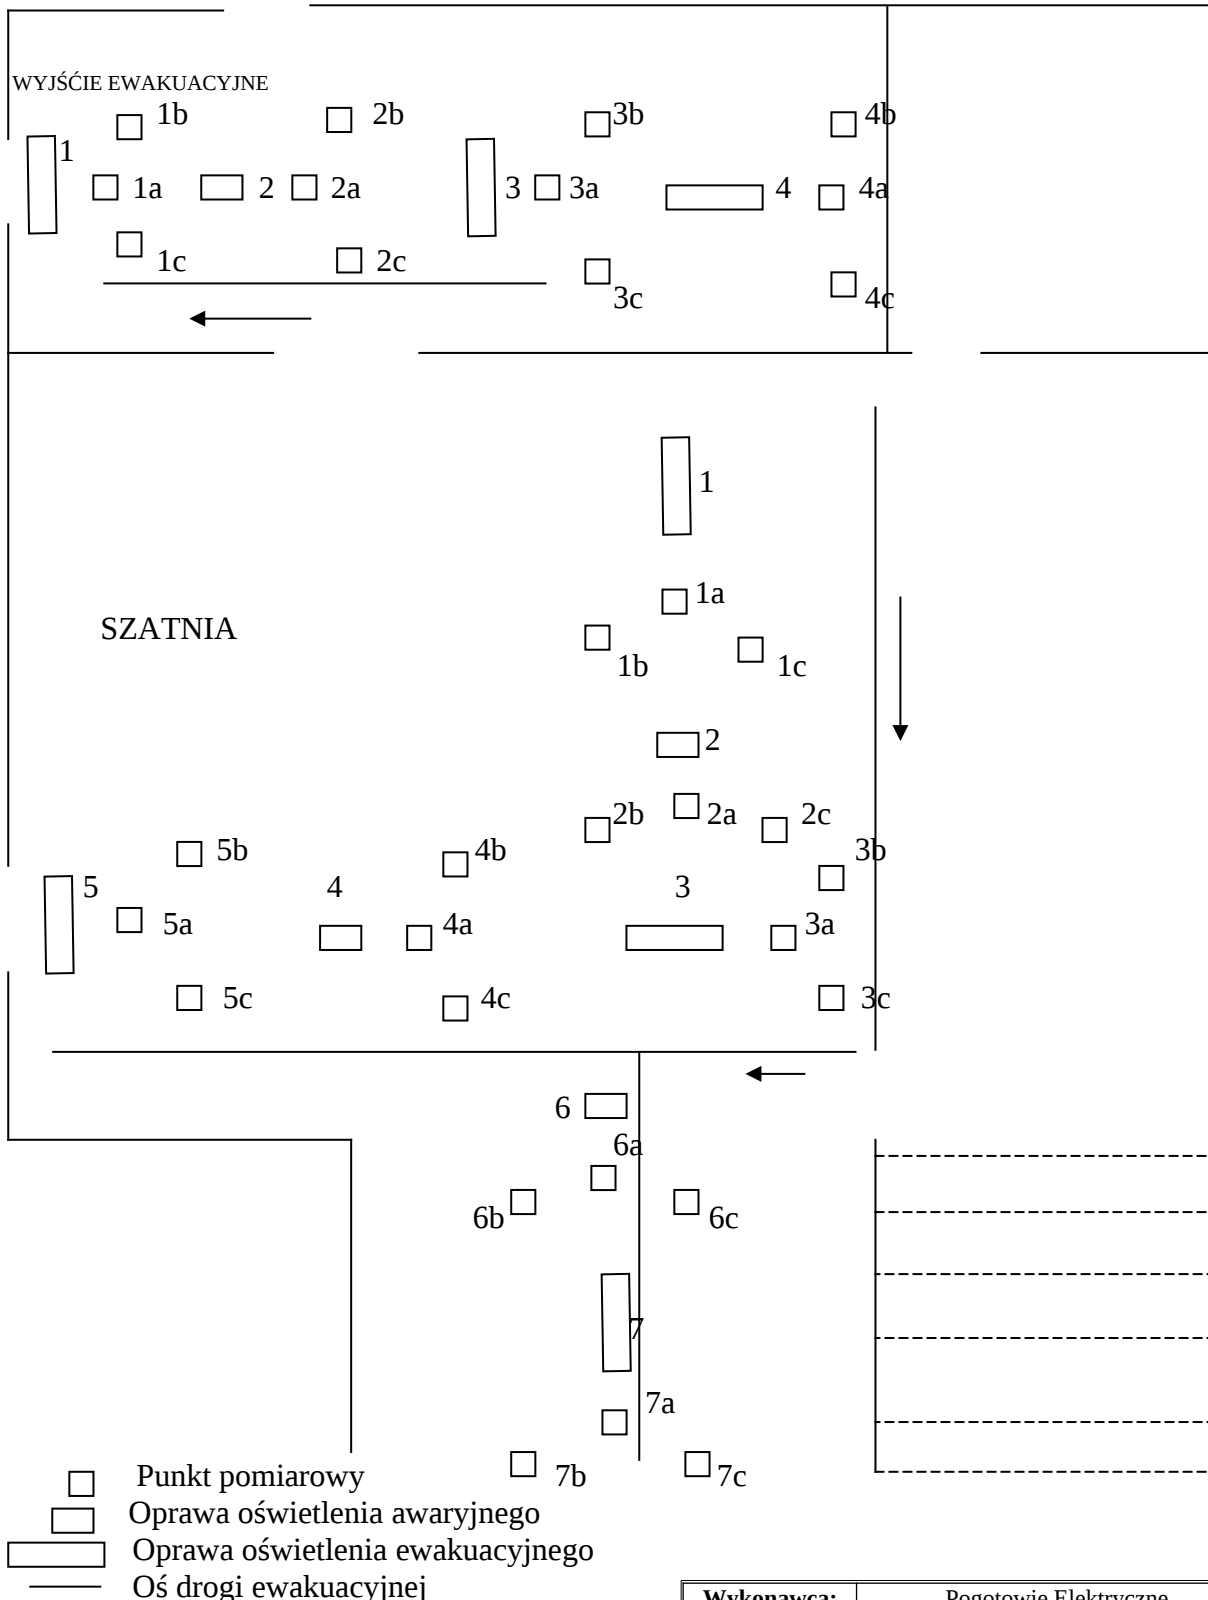 WYJŚĆIE EWAKUACYJNE
1b 2b 3b 4b
1
1a 2 2a 3 3a 4 4a
1c 2c
3c 4c
1
1a
SZATNIA
1b 1c
2
2b 2a 2c
5b 4b 3b
5 4 3
5a 4a 3a
5c 4c 3c
6
6a
6b 6c
7
7a
7b 7c
Punkt pomiarowy
Oprawa oświetlenia awaryjnego
Oprawa oświetlenia ewakuacyjnego
Oś drogi ewakuacyjnej
Wykonawca: Pogotowie Elektryczne